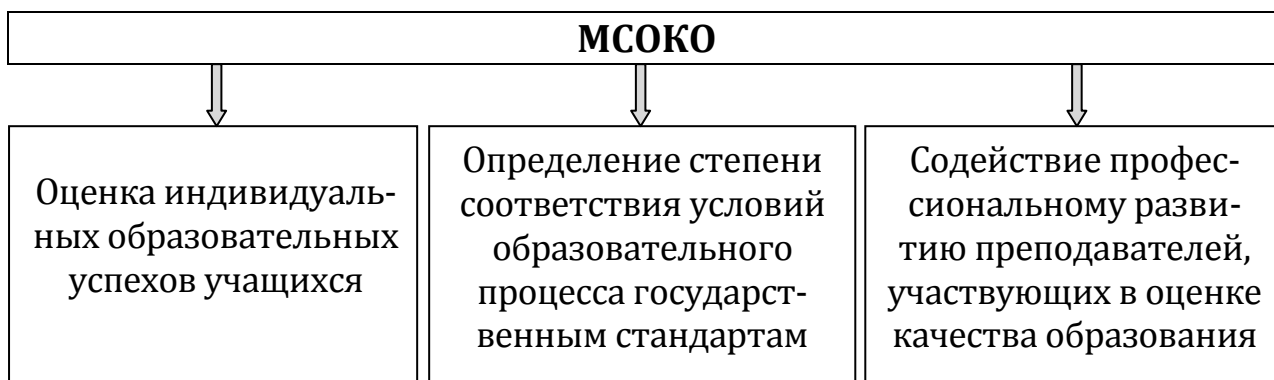 МСОКО
Оценка индивидуаль-
ных образовательных
успехов учащихся
Определение степени
соответствия условий
образовательного
процесса государст-
венным стандартам
Содействие профес-
сиональному разви-
тию преподавателей,
участвующих в оценке
качества образования